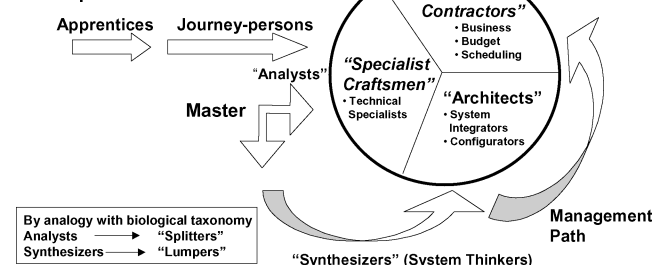 Contractors”
• Business
• Budget
• Scheduling
Apprentices
Journey-persons
“Analysts”
“Specialist
Craftsmen”
• Technical
Specialists
“Architects”
• System
Integrators
• Configurators
Master
Management
Path
By analogy with biological taxonomy
Analysts “Splitters”
Synthesizers “Lumpers”
“Synthesizers” (System Thinkers)